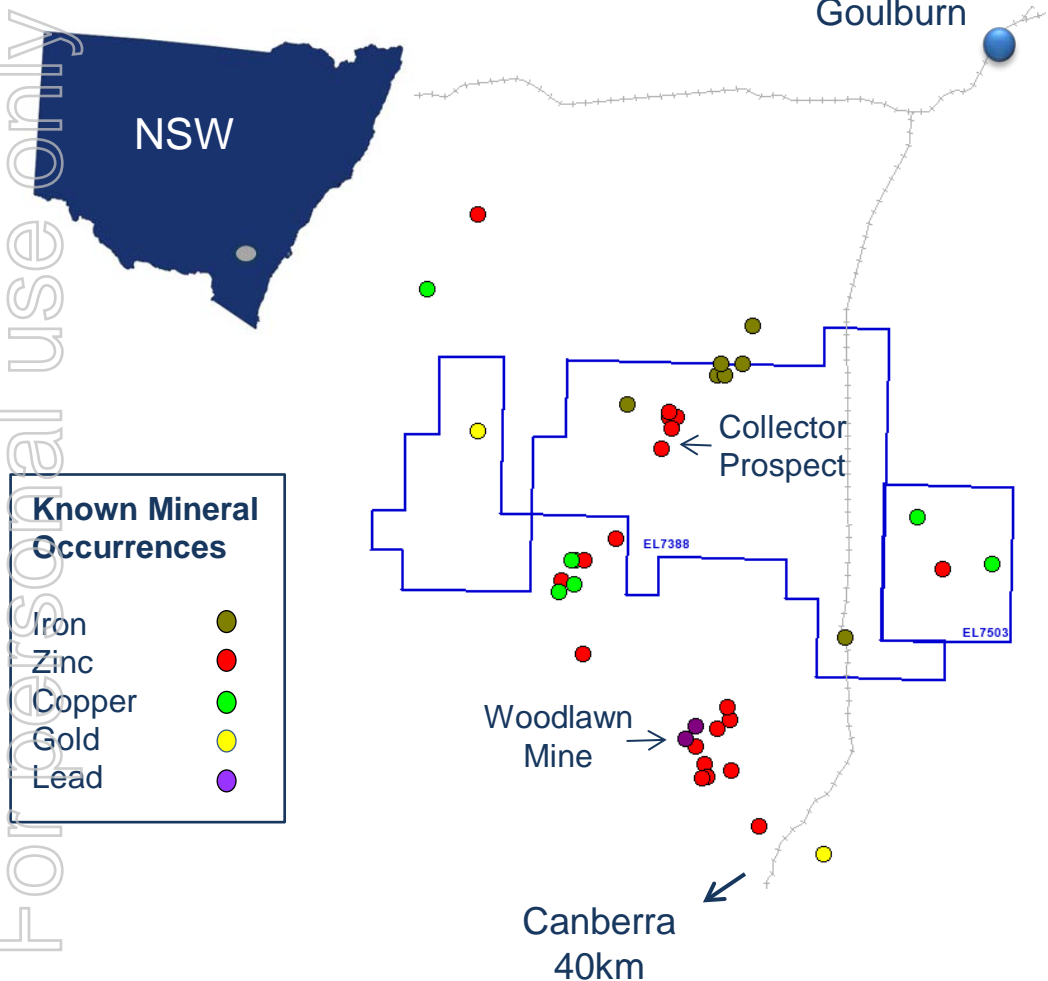 For personal use only
Goulburn
NSW
Collector
Prospect
Known Mineral
Occurrences
Iron
Zinc
Copper
Gold
Lead
EL7388
EL7503
Woodlawn
Mine
Canberra
40km